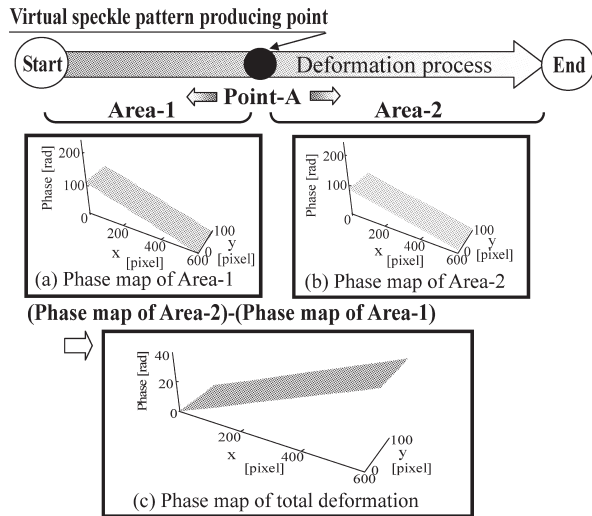 Virtual speckle pattern producing point
Start
Deformation process
End
Point-A
Area-1
Area-2
Phase [rad]
200
100
0
200
400
600
x
[pixel]
0
100
y
[pixel]
(a) Phase map of Area-1
Phase [rad]
200
100
0
200
400
600
x
[pixel]
0
100
y
[pixel]
(b) Phase map of Area-2
(Phase map of Area-2)-(Phase map of Area-1)
Phase [rad]
40
20
0
200
400
600
x
[pixel]
0
100
y
[pixel]
(c) Phase map of total deformation